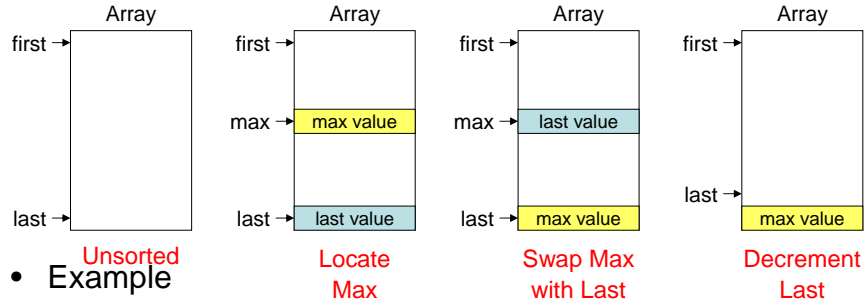 Array Array Array Array
first first first first
max max value max last value
last
last last last value last max value max value
Unsorted Locate Swap Max Decrement
• Example
Max with Last Last